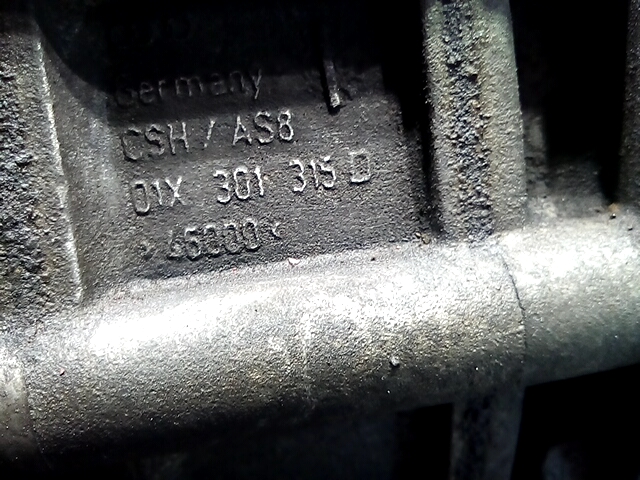 Germany
CSH / AS8
01X 301 315 D